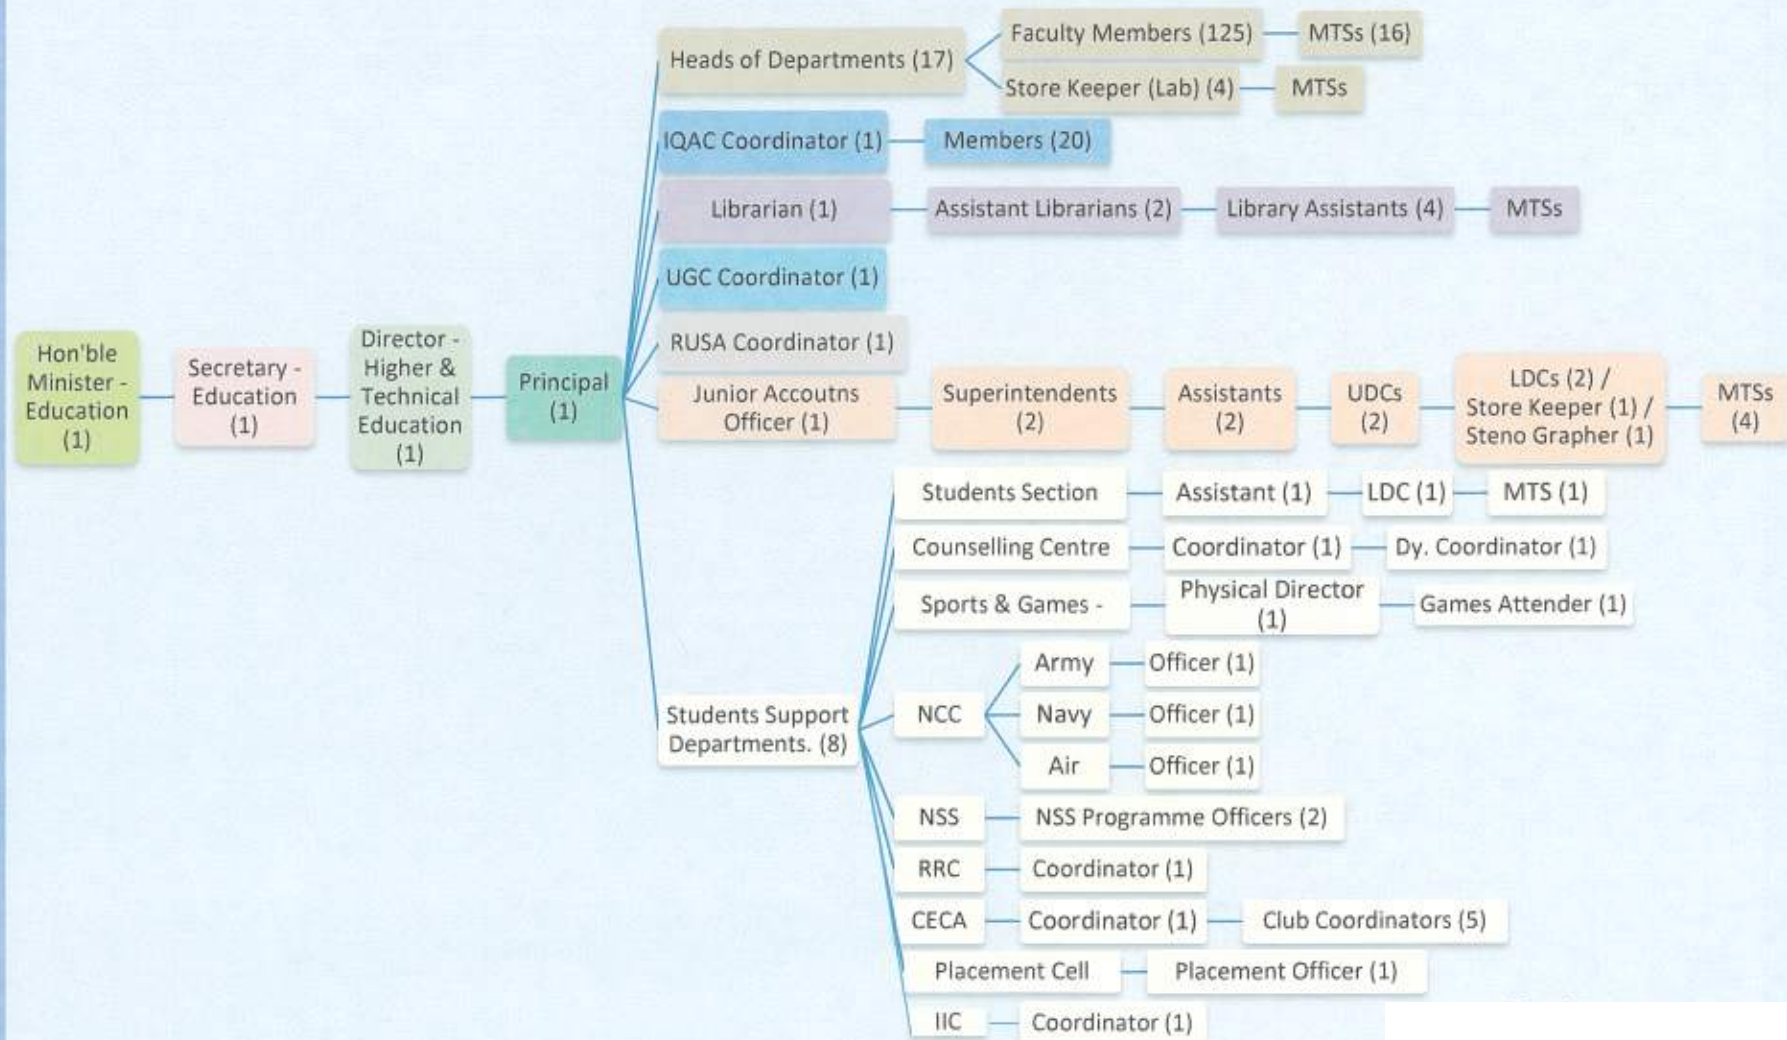 Heads of Departments (17)
Faculty Members (125)
MTSs (16)
Store Keeper (Lab) (4)
MTSs
IQAC Coordinator (1)
Members (20)
Librarian (1)
Assistant Librarians (2)
Library Assistants (4)
MTSs
UGC Coordinator (1)
RUSA Coordinator (1)
Hon'ble
Minister -
Education
(1)
Secretary -
Education
(1)
Director -
Higher &
Technical
Education
(1)
Principal
(1)
Junior Accoutns
Officer (1)
Superintendents
(2)
Assistants
(2)
UDCs
(2)
LDCs (2) /
Store Keeper (1) /
Steno Grapher (1)
MTSs
(4)
Students Support
Departments. (8)
Students Section
Assistant (1)
LDC (1)
MTS (1)
Counselling Centre
Coordinator (1)
Dy. Coordinator (1)
Sports & Games -
Physical Director
(1)
Games Attender (1)
NCC
Army
Officer (1)
Navy
Officer (1)
Air
Officer (1)
NSS
NSS Programme Officers (2)
RRC
Coordinator (1)
CECA
Coordinator (1)
Club Coordinators (5)
Placement Cell
Placement Officer (1)
IIC
Coordinator (1)